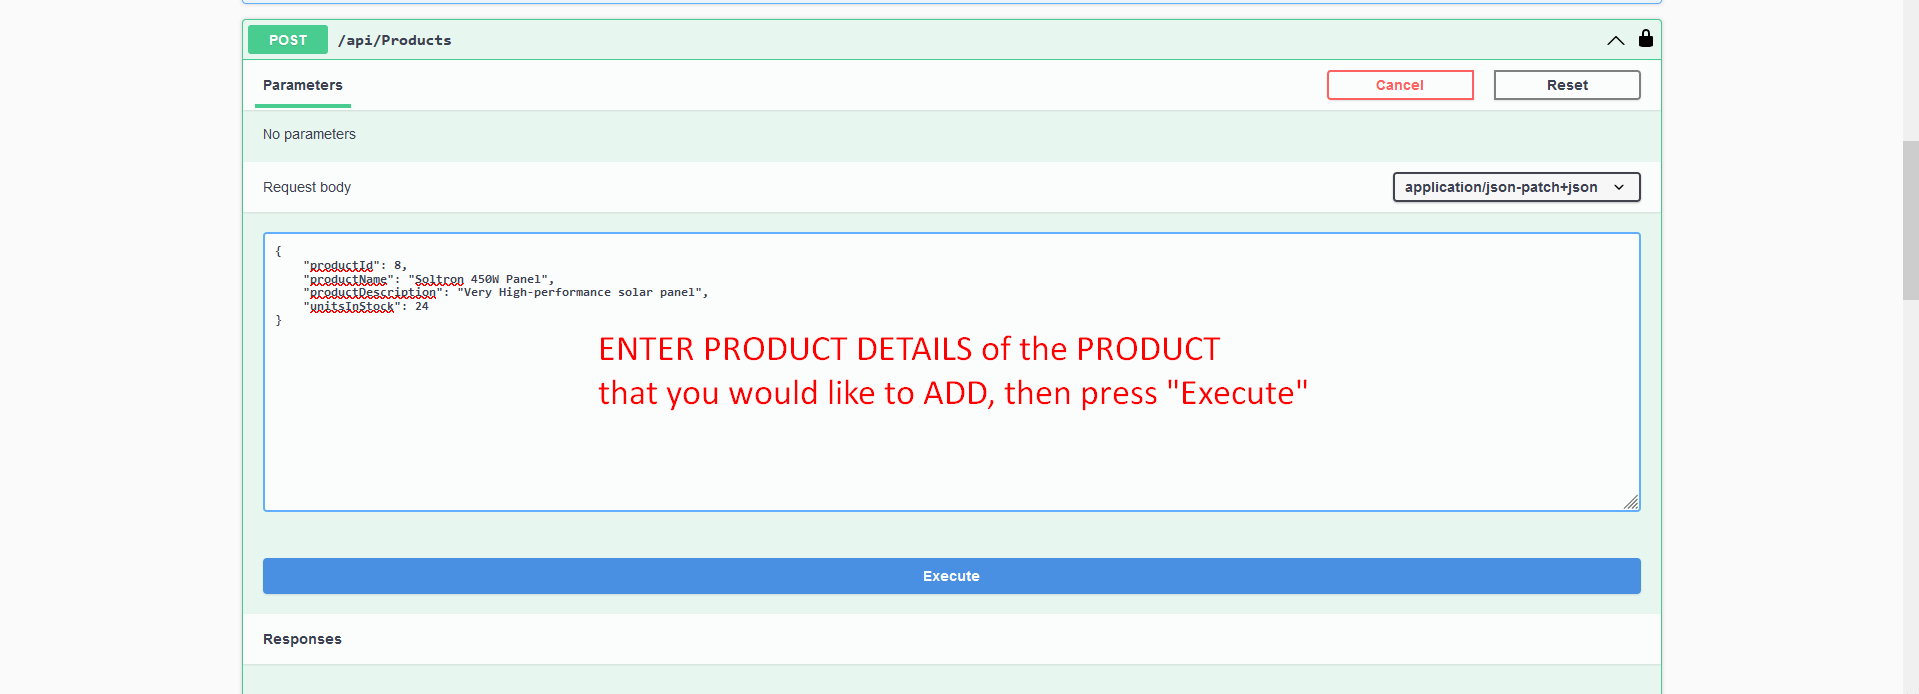 POST /api/Products
Parameters
Cancel
Reset
No parameters
Request body
application/json-patch+json
{
    "productId": 8,
    "productName": "Soltron 450W Panel",
    "productDescription": "Very High-performance solar panel",
    "unitsInStock": 24
}
ENTER PRODUCT DETAILS of the PRODUCT
that you would like to ADD, then press "Execute"
Execute
Responses